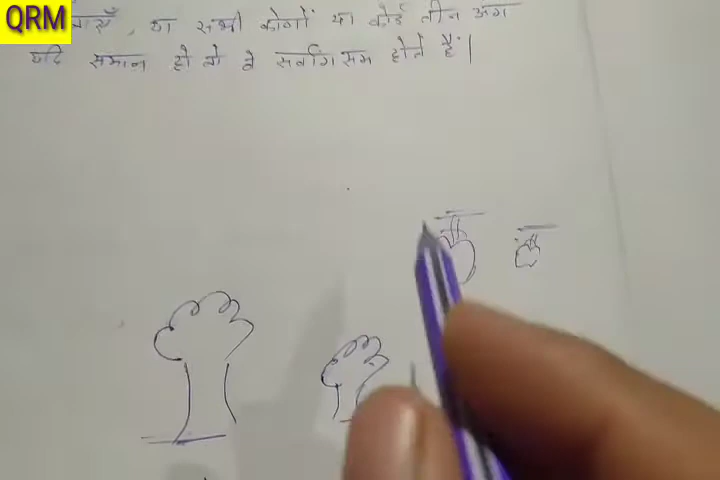 QRM
, या सभी कोणों या कोई तीन अंग
यदि समान हो तो वे सर्वांगसम होते हैं।